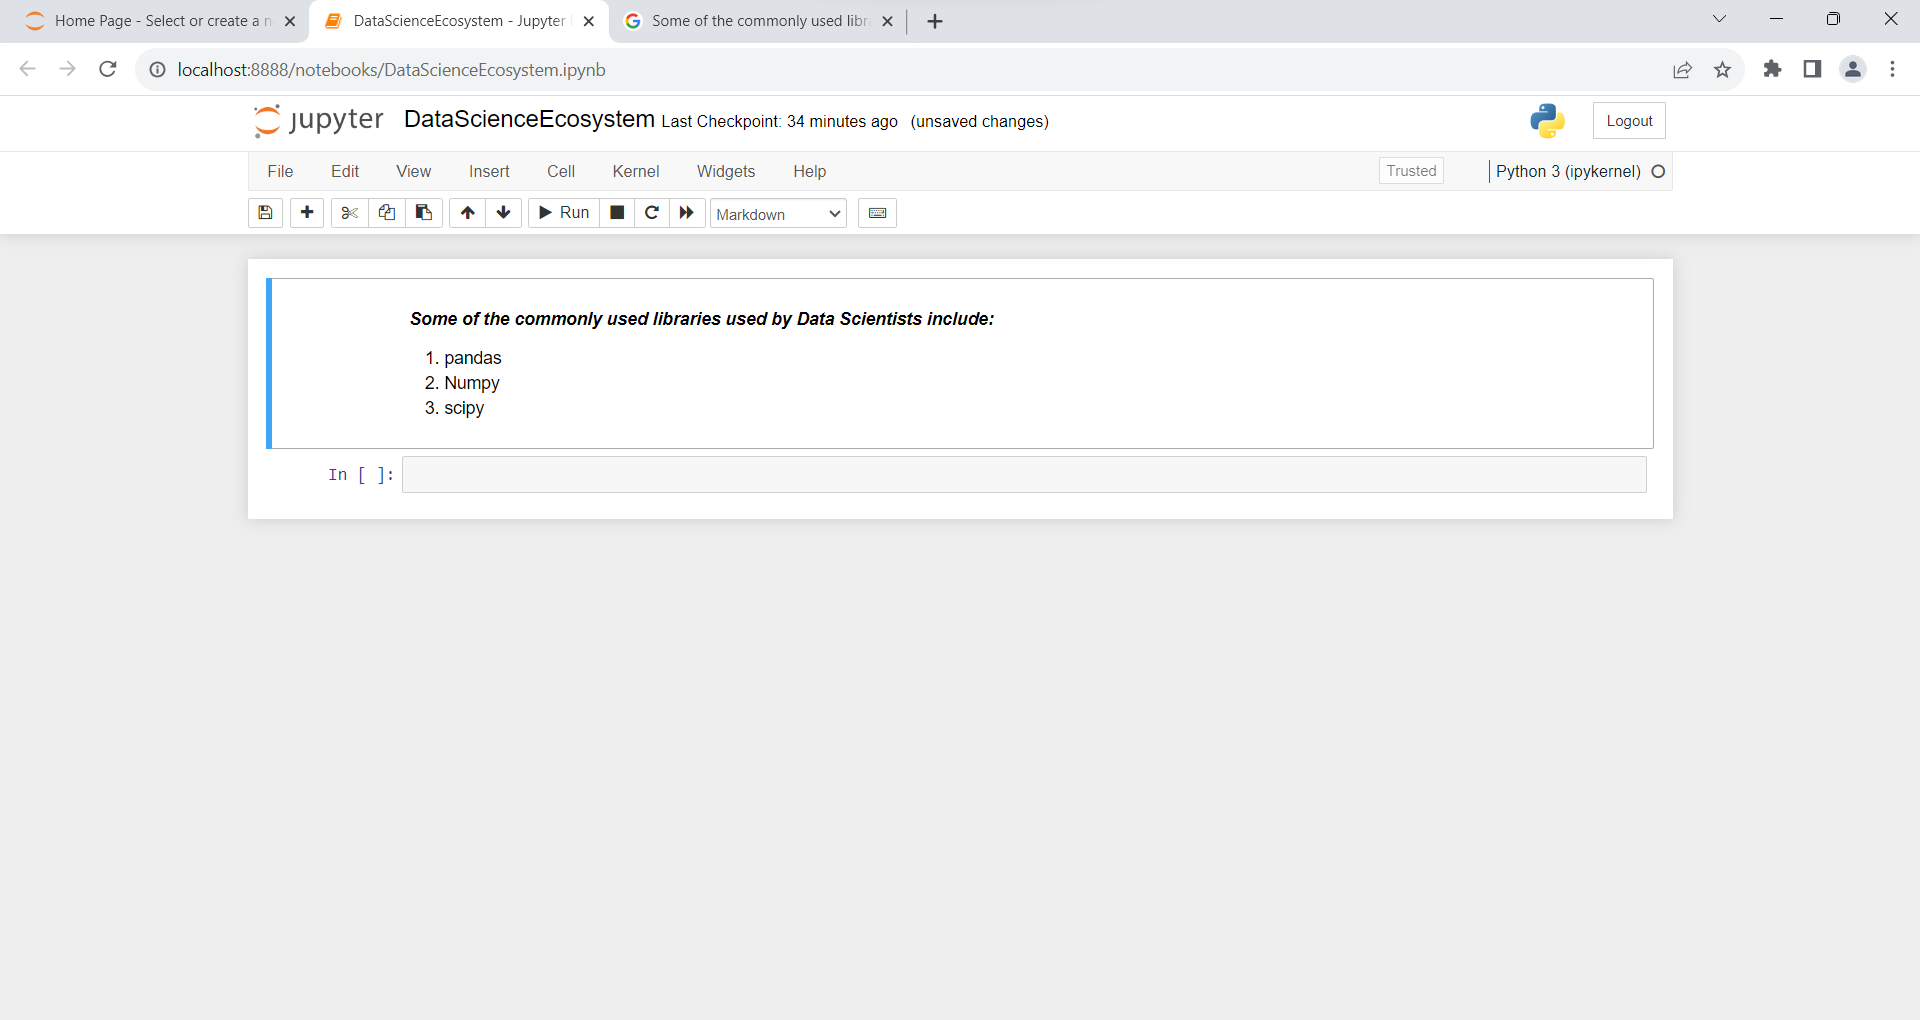 Home Page - Select or create a n
DataScienceEcosystem - Jupyter
Some of the commonly used libra
localhost:8888/notebooks/DataScienceEcosystem.ipynb
jupyter DataScienceEcosystem Last Checkpoint: 34 minutes ago (unsaved changes)
Logout
File Edit View Insert Cell Kernel Widgets Help
Trusted
Python 3 (ipykernel)
Run
Markdown
Some of the commonly used libraries used by Data Scientists include:
1. pandas
2. Numpy
3. scipy
In [ ]: